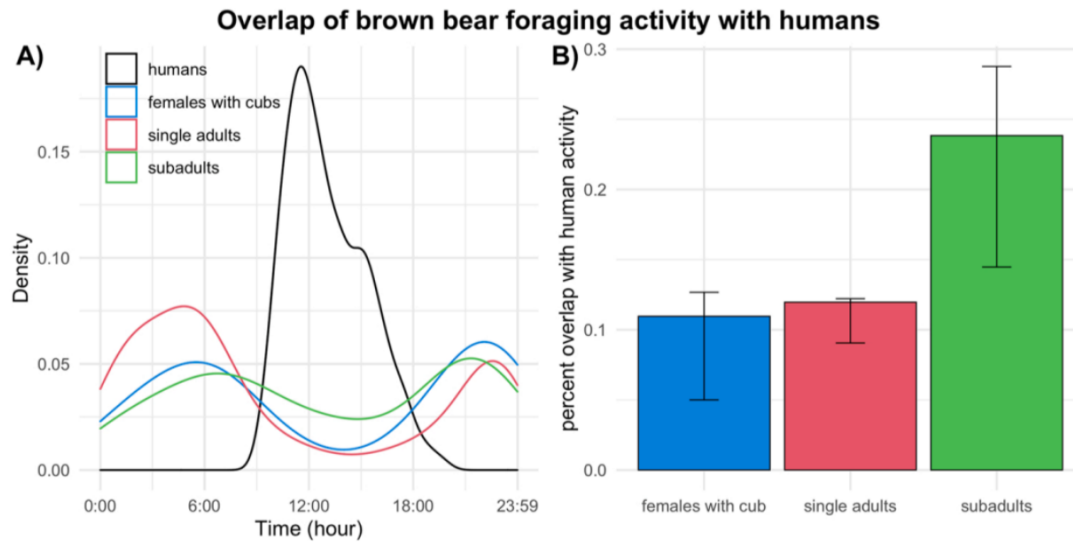 Overlap of brown bear foraging activity with humans
A)
humans
females with cubs
single adults
subadults
Density
0.15
0.10
0.05
0.00
0:00 6:00 12:00 18:00 23:59
Time (hour)
B)
percent overlap with human activity
0.3
0.2
0.1
0.0
females with cub single adults subadults